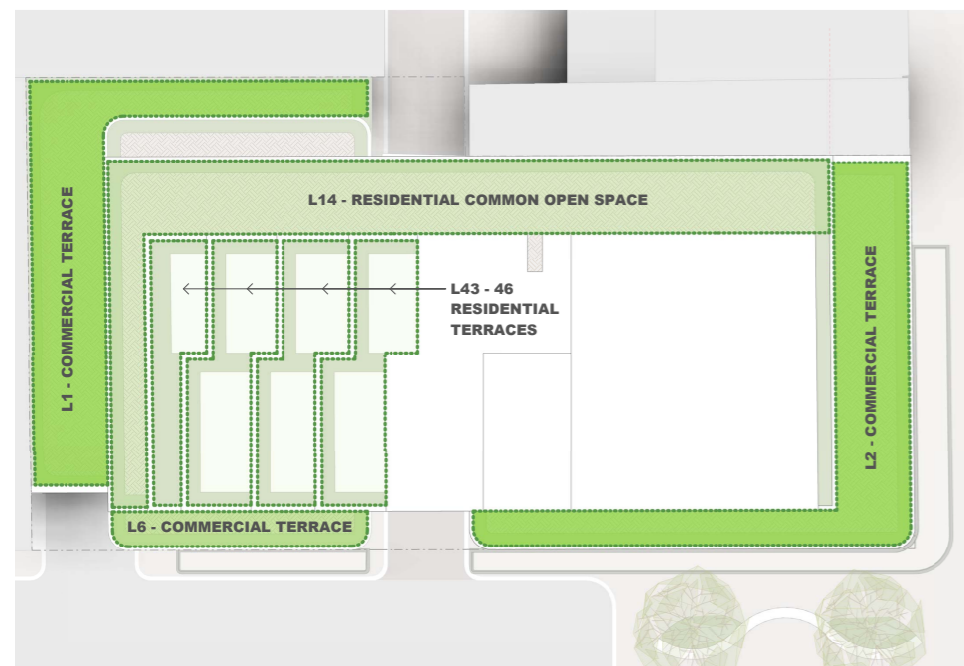 L14 - RESIDENTIAL COMMON OPEN SPACE
L1 - COMMERCIAL TERRACE
L43 - 46
RESIDENTIAL
TERRACES
L2 - COMMERCIAL TERRACE
L6 - COMMERCIAL TERRACE